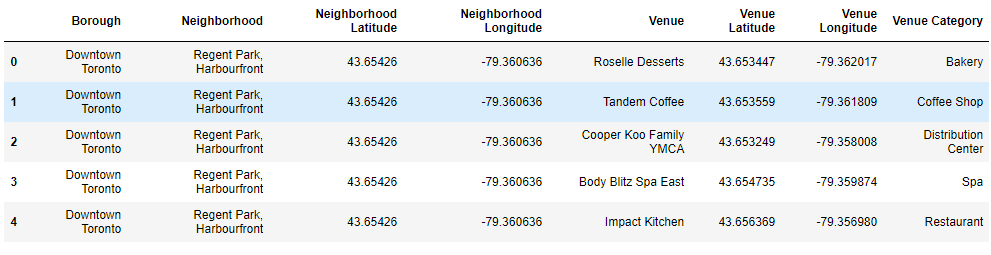 Borough Neighborhood Neighborhood Latitude Neighborhood Longitude Venue Venue Latitude Venue Longitude Venue Category
0 Downtown Toronto Regent Park, Harbourfront 43.65426 -79.360636 Roselle Desserts 43.653447 -79.362017 Bakery
1 Downtown Toronto Regent Park, Harbourfront 43.65426 -79.360636 Tandem Coffee 43.653559 -79.361809 Coffee Shop
2 Downtown Toronto Regent Park, Harbourfront 43.65426 -79.360636 Cooper Koo Family YMCA 43.653249 -79.358008 Distribution Center
3 Downtown Toronto Regent Park, Harbourfront 43.65426 -79.360636 Body Blitz Spa East 43.654735 -79.359874 Spa
4 Downtown Toronto Regent Park, Harbourfront 43.65426 -79.360636 Impact Kitchen 43.656369 -79.356980 Restaurant